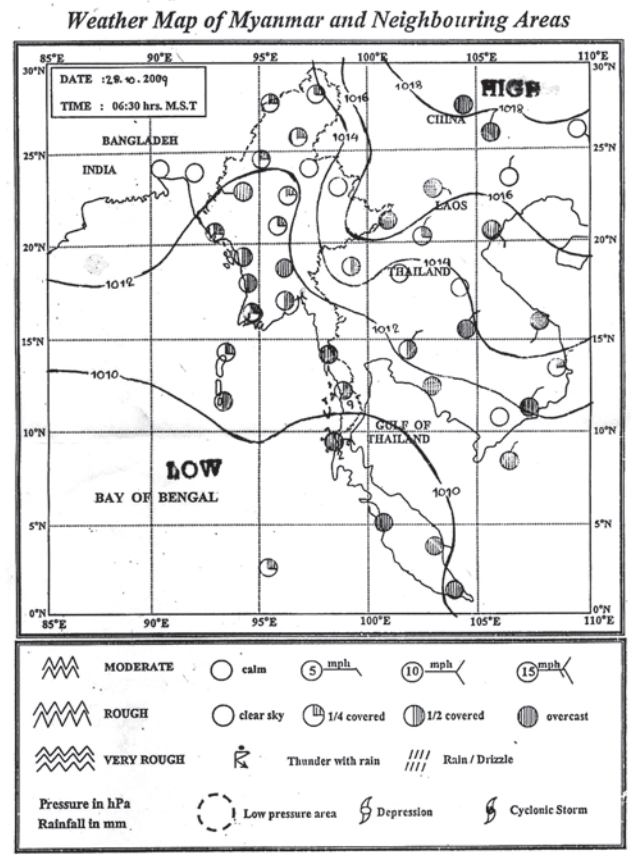 Weather Map of Myanmar and Neighbouring Areas
85°E 90°E 95°E 100°E 105°E 110°E
30°N 30°N
DATE : 28.10.2009
TIME : 06:30 hrs. M.S.T
1016
1018
HIGH
1018
CHINA
1014
BANGLADEH
25°N 25°N
INDIA
1016
LAOS
20°N 20°N
1014
THAILAND
1012
1012
15°N 15°N
1010
9
GULF OF
THAILAND
10°N 10°N
2
LOW
1010
BAY OF BENGAL
5°N 5°N
0°N 0°N
85°E 90°E 95°E 100°E 105°E 110°E
MODERATE calm 5 mph 10 mph 15 mph
ROUGH clear sky 1/4 covered 1/2 covered overcast
VERY ROUGH Thunder with rain Rain / Drizzle
Pressure in hPa
Rainfall in mm
Low pressure area Depression Cyclonic Storm